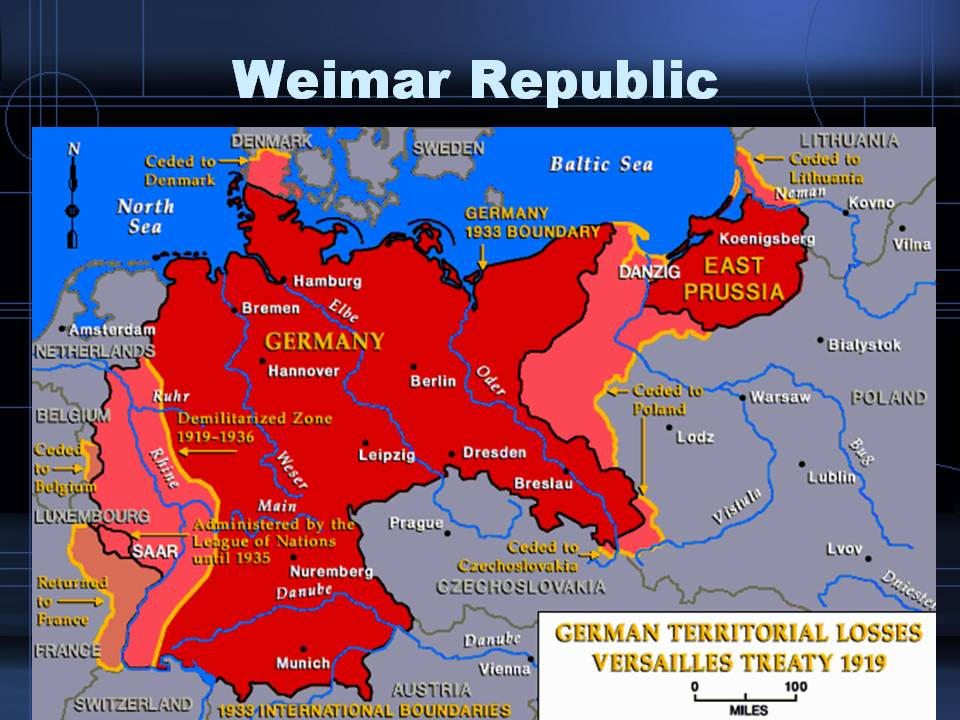 Weimar Republic
N
DENMARK
SWEDEN
LITHUANIA
Ceded to
Denmark
Baltic Sea
Ceded to
Lithuania
Neman
North
Sea
Kovno
GERMANY
1933 BOUNDARY
Koenigsberg
Vilna
DANZIG
EAST
PRUSSIA
Hamburg
Bremen
Elbe
Amsterdam
NETHERLANDS
GERMANY
Hannover
Berlin
Oder
Bialystok
Ruhr
Ceded to
Poland
Warsaw
POLAND
BELGIUM
Demilitarized Zone
1919-1936
Lodz
Ceded
to
Belgium
Rhine
Weser
Leipzig
Dresden
Breslau
Bug
Lublin
Main
Vistula
LUXEMBOURG
Administered by the
League of Nations
until 1935
SAAR
Prague
Ceded to
Czechoslovakia
Lvov
Nuremberg
Returned
to
France
Danube
CZECHOSLOVAKIA
Dniester
FRANCE
Munich
Danube
Vienna
GERMAN TERRITORIAL LOSSES
VERSAILLES TREATY 1919
0 100
MILES
SWITZERLAND
AUSTRIA
1933 INTERNATIONAL BOUNDARIES